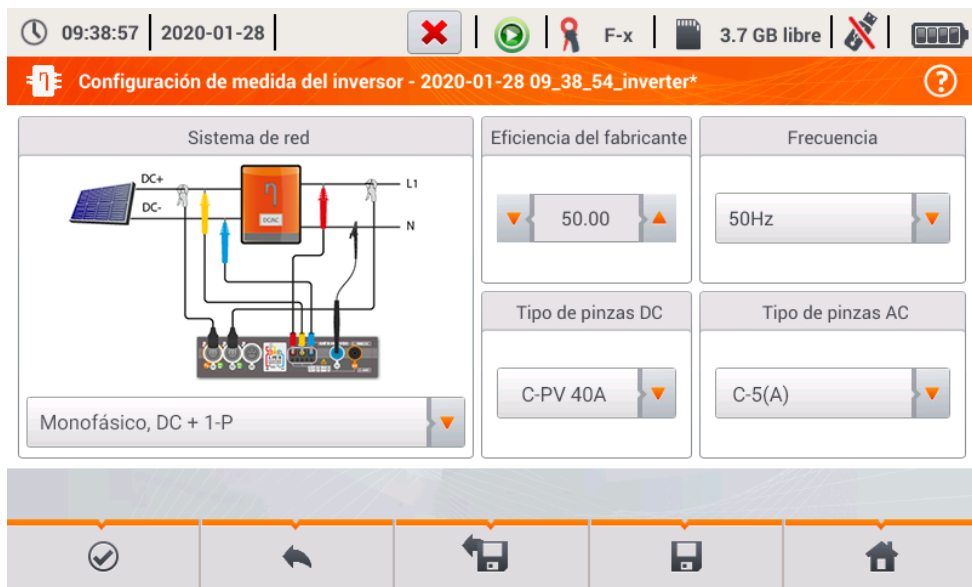 09:38:57 2020-01-28 F-x 3.7 GB libre
Configuración de medida del inversor - 2020-01-28 09_38_54_inverter*
Sistema de red
DC+
DC-
DC/AC
L1
N
Monofásico, DC + 1-P
Eficiencia del fabricante
50.00
Frecuencia
50Hz
Tipo de pinzas DC
C-PV 40A
Tipo de pinzas AC
C-5(A)